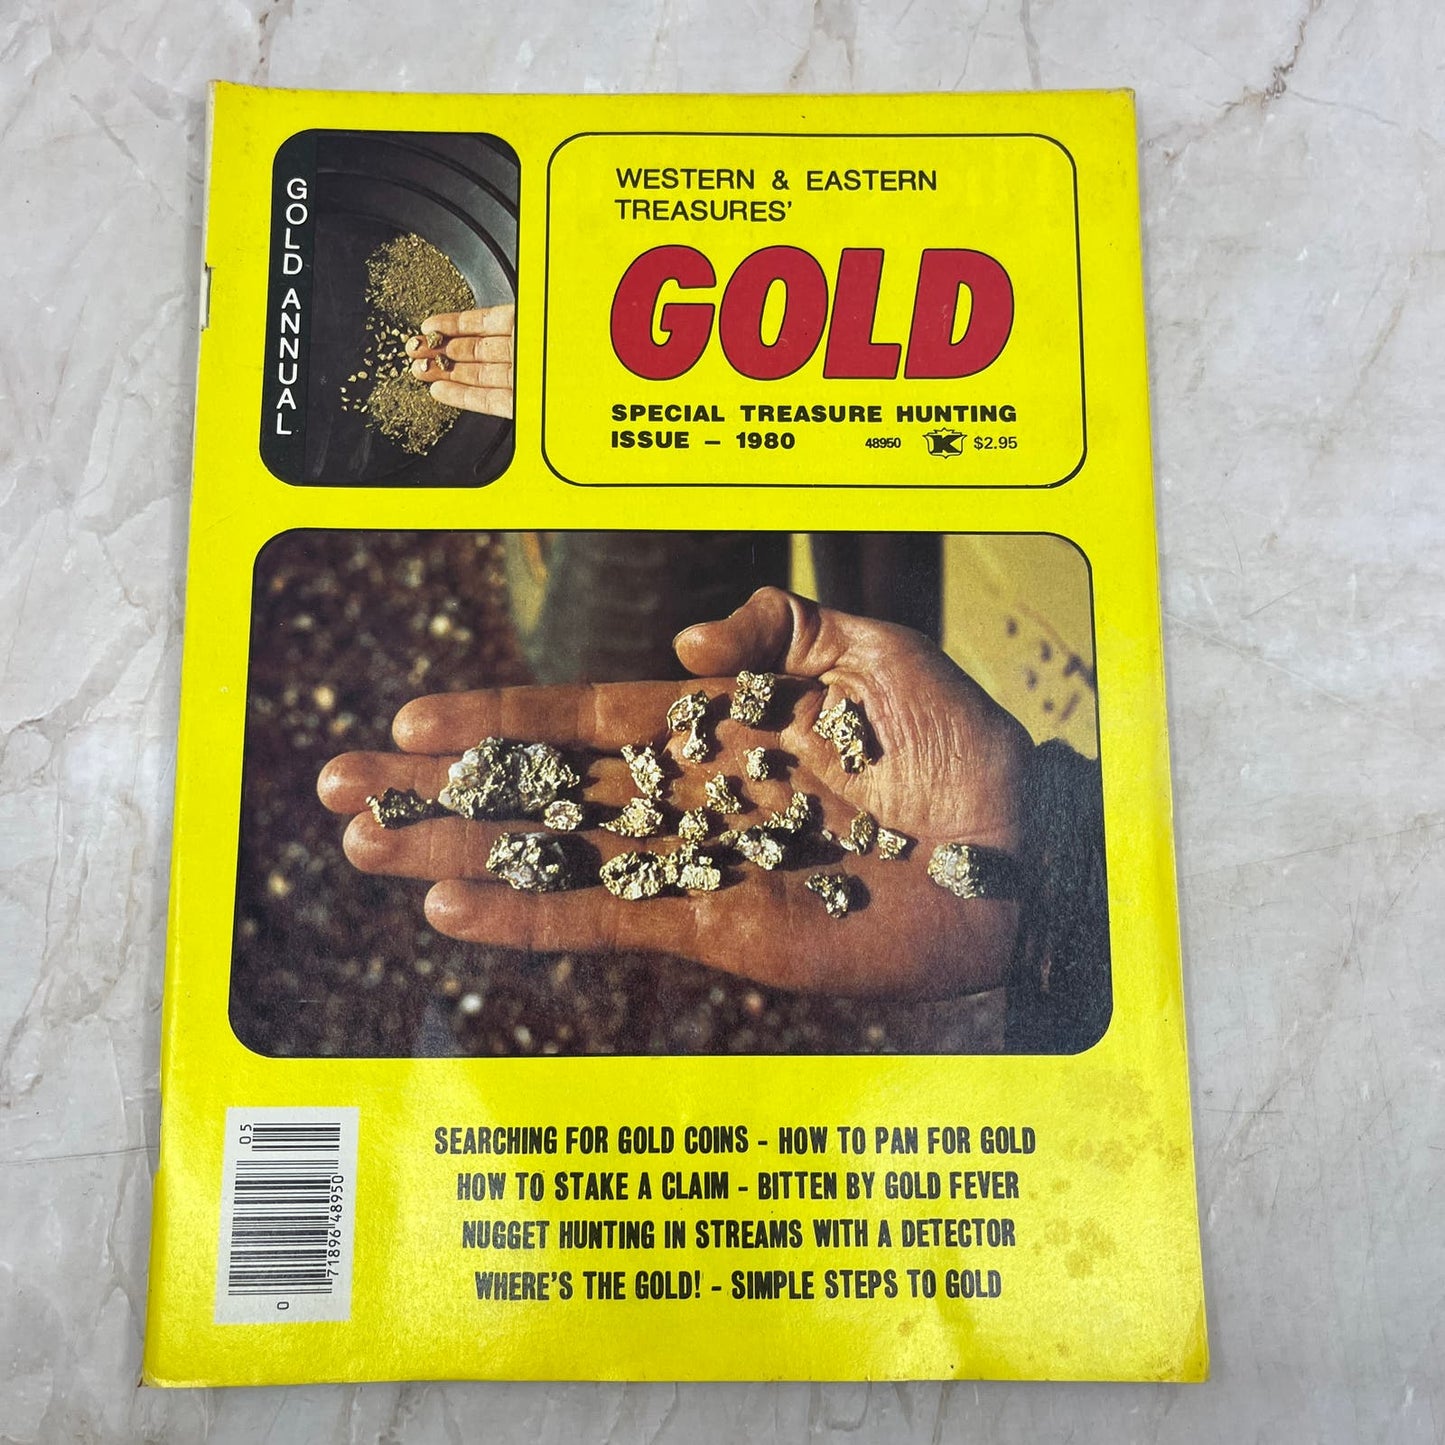 GOLD ANNUAL
WESTERN & EASTERN
TREASURES'
GOLD
SPECIAL TREASURE HUNTING
ISSUE – 1980 48950 K $2.95
SEARCHING FOR GOLD COINS - HOW TO PAN FOR GOLD
HOW TO STAKE A CLAIM - BITTEN BY GOLD FEVER
NUGGET HUNTING IN STREAMS WITH A DETECTOR
WHERE'S THE GOLD! - SIMPLE STEPS TO GOLD
05
0 71896 48950